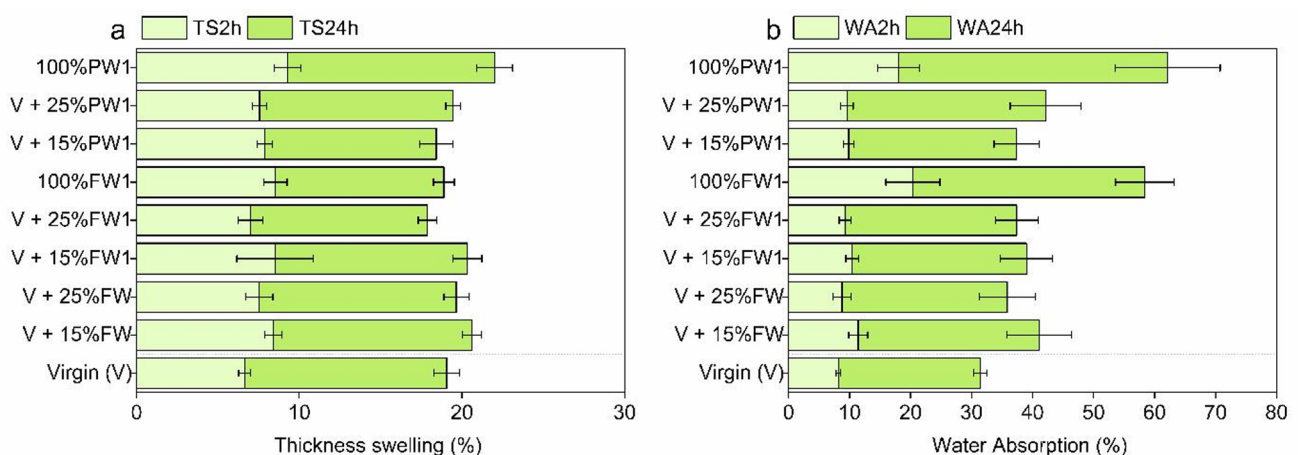 a TS2h TS24h
100%PW1
V + 25%PW1
V + 15%PW1
100%FW1
V + 25%FW1
V + 15%FW1
V + 25%FW
V + 15%FW
Virgin (V)
0 10 20 30
Thickness swelling (%)
b WA2h WA24h
100%PW1
V + 25%PW1
V + 15%PW1
100%FW1
V + 25%FW1
V + 15%FW1
V + 25%FW
V + 15%FW
Virgin (V)
0 10 20 30 40 50 60 70 80
Water Absorption (%)